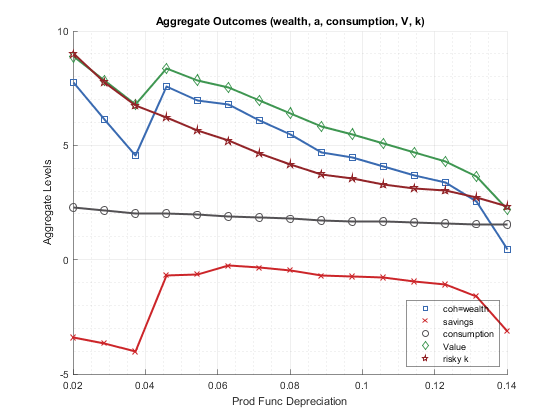 Aggregate Outcomes (wealth, a, consumption, V, k)
10
5
0
-5
Aggregate Levels
coh=wealth
savings
consumption
Value
risky k
0.02 0.04 0.06 0.08 0.1 0.12 0.14
Prod Func Depreciation